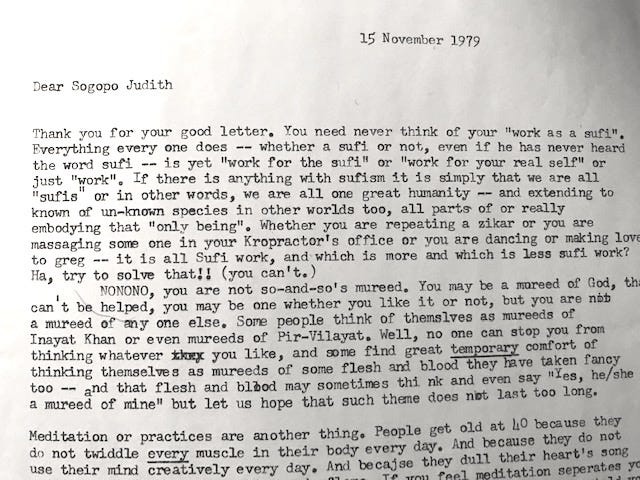 15 November 1979
Dear Sogopo Judith
Thank you for your good letter. You need never think of your "work as a sufi".
Everything every one does -- whether a sufi or not, even if he has never heard
the word sufi -- is yet "work for the sufi" or "work for your real self" or
just "work". If there is anything with sufism it is simply that we are all
"sufis" or in other words, we are all one great humanity -- and extending to
known of un-known species in other worlds too, all parts of or really
embodying that "only being". Whether you are repeating a zikar or you are
massaging some one in your Kropractor's office or you are dancing or making love
to greg -- it is all Sufi work, and which is more and which is less sufi work?
Ha, try to solve that!! (you can't.)
NONONO, you are not so-and-so's mureed. You may be a mureed of God,
can't be helped, you may be one whether you like it or not, but you are not
a mureed of any one else. Some people think of themslves as mureeds of
Inayat Khan or even mureeds of Pir-Vilayat. Well, no one can stop you from
thinking whatever you like, and some find great temporary comfort of
thinking themselves as mureeds of some flesh and blood they have taken fancy
too -- and that flesh and blood may sometimes thi nk and even say "Yes, he/she
a mureed of mine" but let us hope that such theme does not last too long.
Meditation or practices are another thing. People get old at 40 because they
do not twiddle every muscle in their body every day. And because they do not
use their mind creatively every day. And becajse they dull their heart's song
If you feel meditation seperates